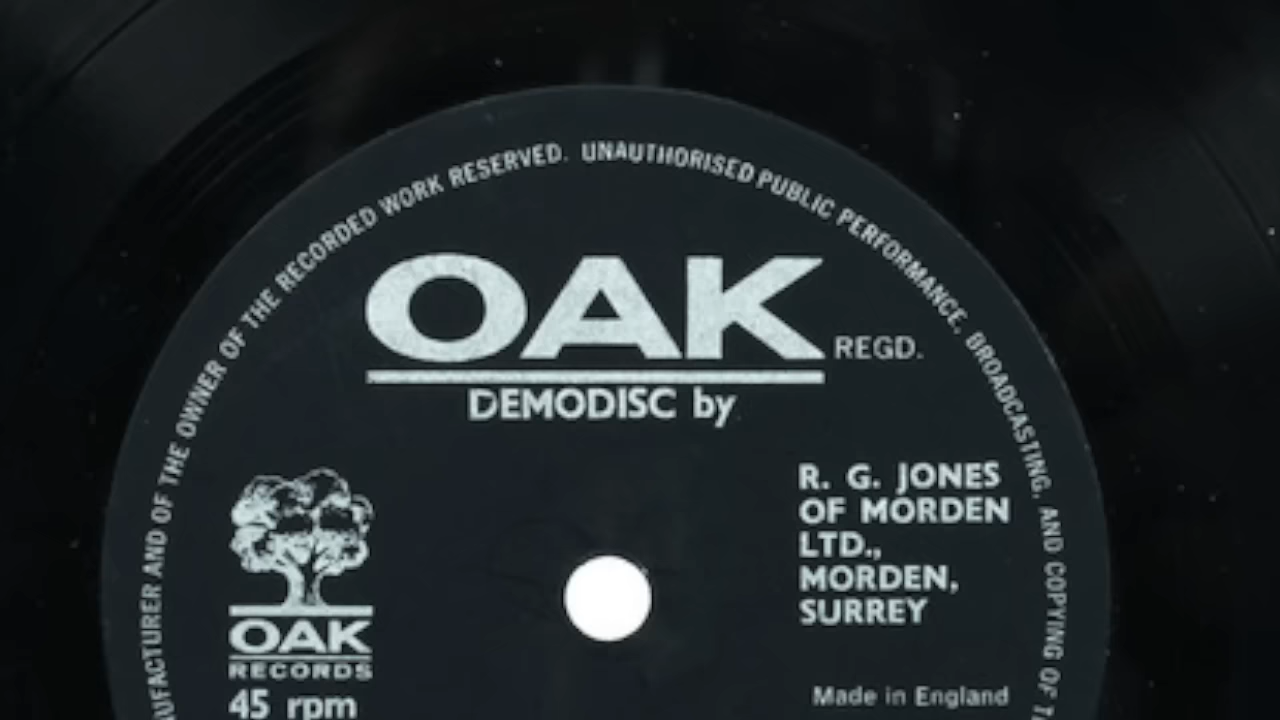 UFACTURER AND OF THE OWNER OF THE RECORDED WORK RESERVED. UNAUTHORISED PUBLIC PERFORMANCE, BROADCASTING, AND COPYING OF
OAK REGD.
DEMODISC by
R. G. JONES
OF MORDEN
LTD.,
MORDEN,
SURREY
OAK
RECORDS
45 rpm
Made in England